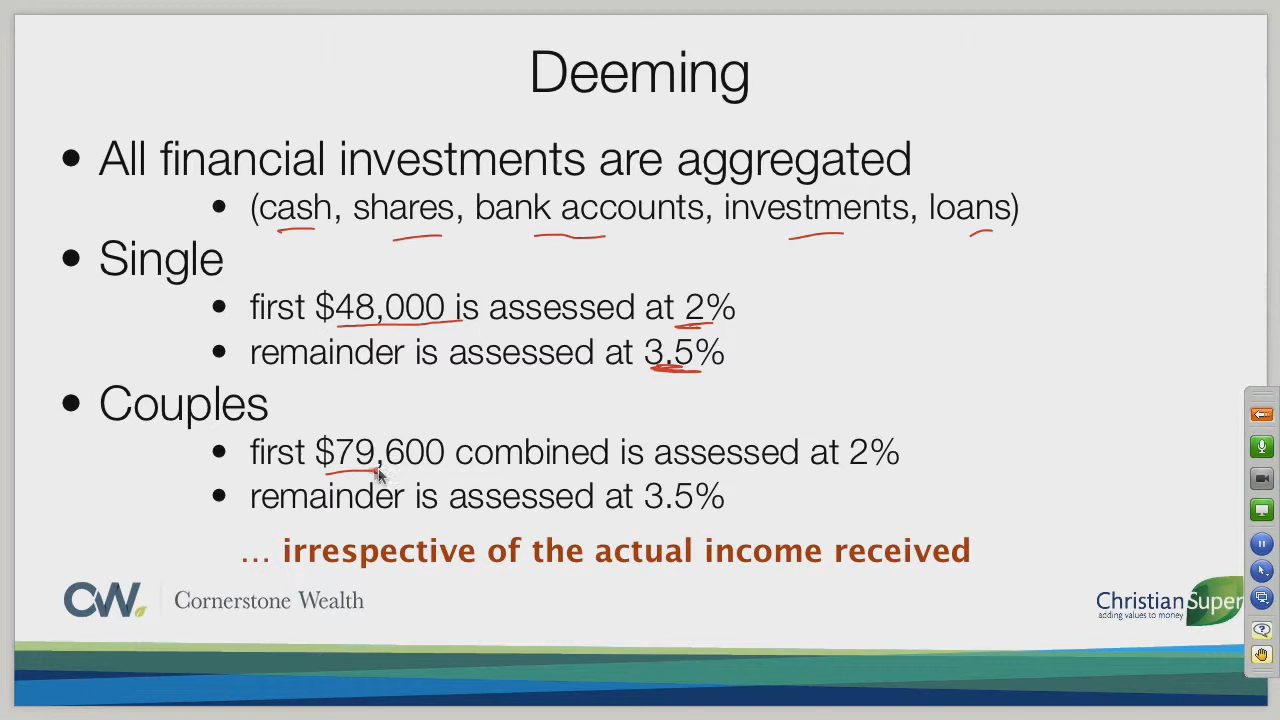 Deeming
• All financial investments are aggregated
• (cash, shares, bank accounts, investments, loans)
• Single
• first $48,000 is assessed at 2%
• remainder is assessed at 3.5%
• Couples
• first $79,600 combined is assessed at 2%
• remainder is assessed at 3.5%
... irrespective of the actual income received
CW Cornerstone Wealth
ChristianSuper
adding values to money